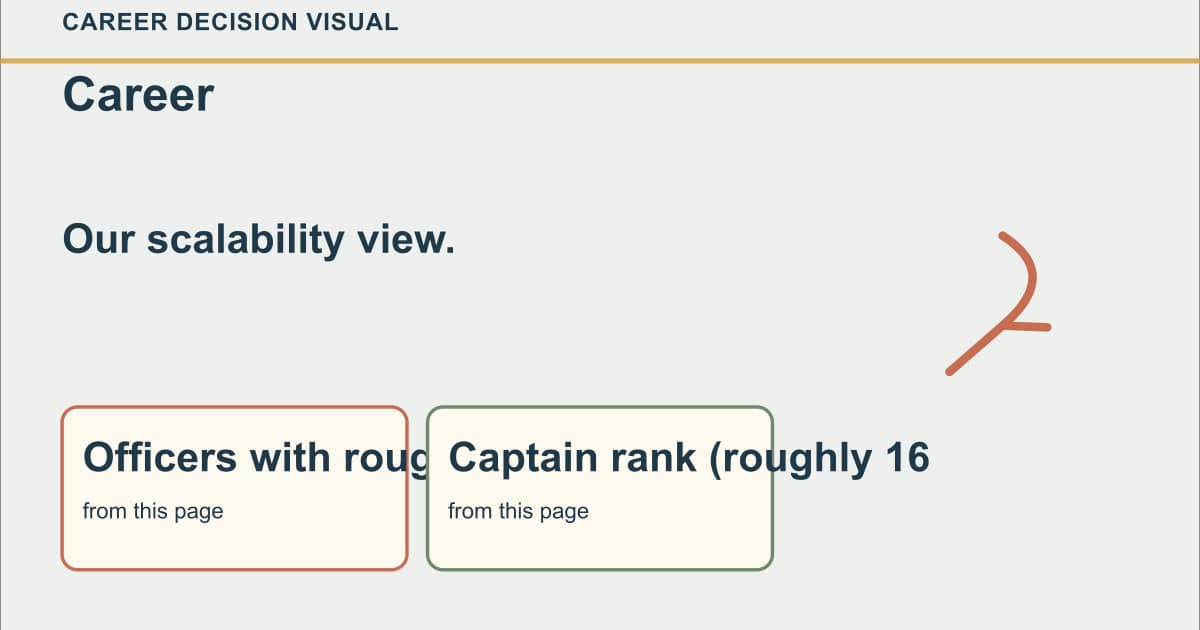 CAREER DECISION VISUAL
Career
Our scalability view.
Officers with roug
from this page
Captain rank (roughly 16
from this page